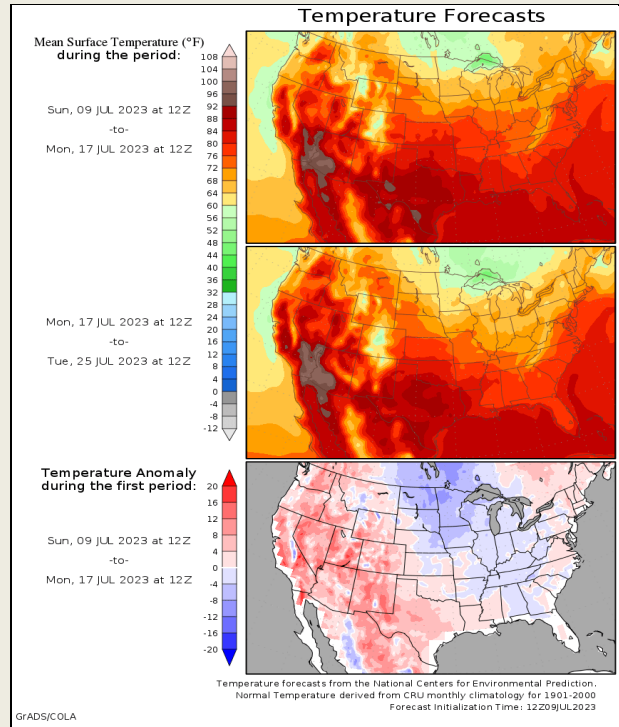 Temperature Forecasts
Mean Surface Temperature (°F)
during the period:
108
104
100
96
92
88
84
80
76
72
68
64
60
56
52
48
44
40
36
32
28
24
20
16
12
8
4
0
-4
-8
-12
Sun, 09 JUL 2023 at 12Z
-to-
Mon, 17 JUL 2023 at 12Z
Mon, 17 JUL 2023 at 12Z
-to-
Tue, 25 JUL 2023 at 12Z
Temperature Anomaly
during the first period:
20
16
12
8
4
0
-4
-8
-12
-16
-20
Sun, 09 JUL 2023 at 12Z
-to-
Mon, 17 JUL 2023 at 12Z
Temperature forecasts from the National Centers for Environmental Prediction.
Normal Temperature derived from CRU monthly climatology for 1901-2000
Forecast Initialization Time: 12Z09JUL2023
GrADS/COLA